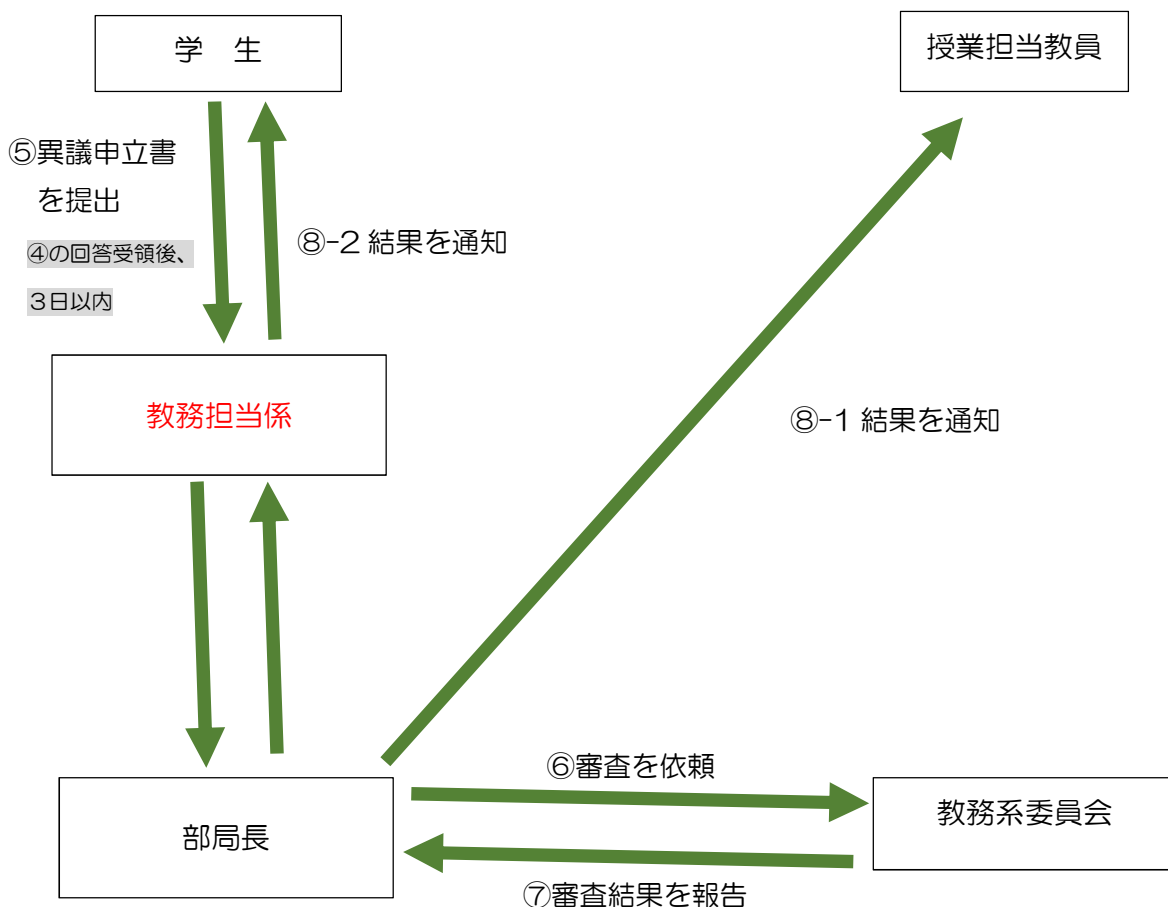 学　生
授業担当教員
⑤異議申立書
を提出
④の回答受領後、
３日以内
⑧-2 結果を通知
教務担当係
⑧-1 結果を通知
⑥審査を依頼
部局長
教務系委員会
⑦審査結果を報告